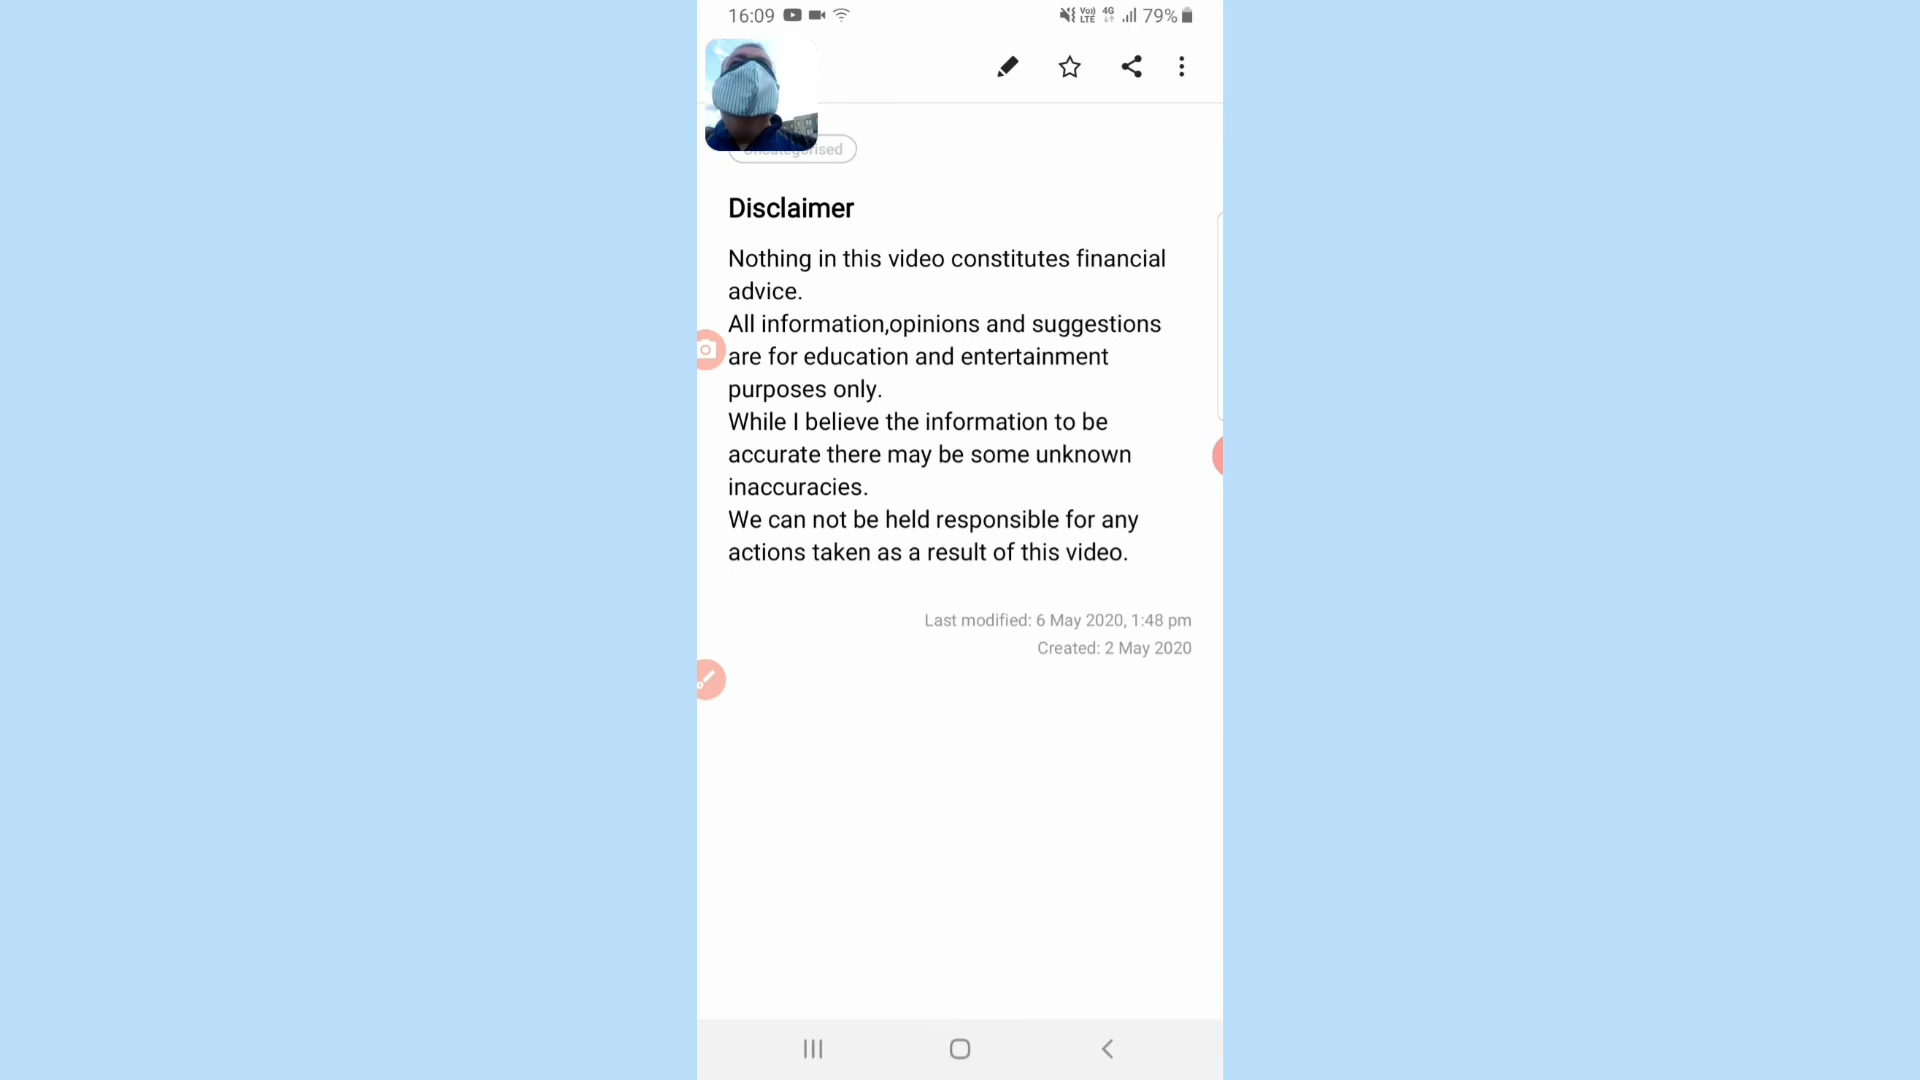 16:09 Vo) LTE 4G 79%
Disclaimer
Nothing in this video constitutes financial
advice.
All information,opinions and suggestions
are for education and entertainment
purposes only.
While I believe the information to be
accurate there may be some unknown
inaccuracies.
We can not be held responsible for any
actions taken as a result of this video.
Last modified: 6 May 2020, 1:48 pm
Created: 2 May 2020